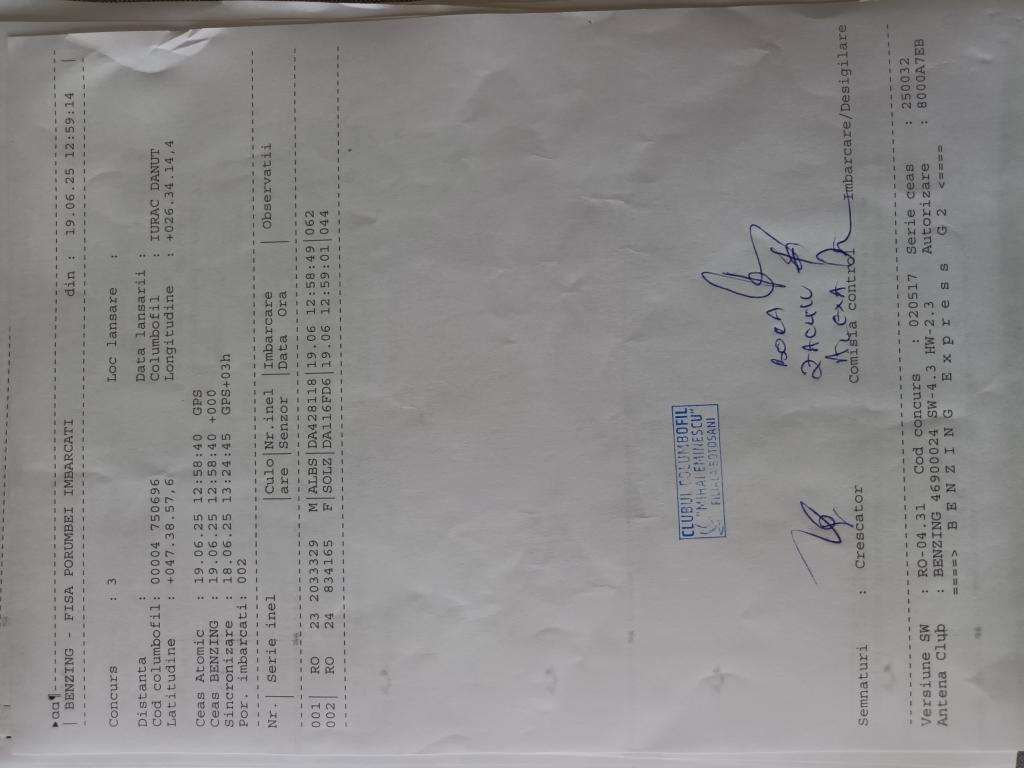 ►aa¶
| BENZING - FISA PORUMBEI IMBARCATI din : 19.06.25 12:59:14 |
Concurs : 3 Loc lansare :
Distanta : Data lansarii :
Cod columbofil: 00004 750696 Columbofil : IURAC DANUT
Latitudine : +047.38.57,6 Longitudine : +026.34.14,4
Ceas Atomic : 19.06.25 12:58:40 GPS
Ceas BENZING : 19.06.25 12:58:40 +000
Sincronizare : 18.06.25 13:24:45 GPS+03h
Por. imbarcati: 002
Nr.| Serie inel |Culo|Nr.inel |Imbarcare | Observatii
| |are |Senzor |Data Ora |
001| RO 23 2033329 M|ALBS|DA428118|19.06 12:58:49|062
002| RO 24 834165 F|SOLZ|DA116FD6|19.06 12:59:01|044
CLUBUL COLUMBOFIL
"MIHAI EMINESCU"
FILIALA BOTOSANI
Semnaturi : Crescator Comisia control Imbarcare/Desigilare
Versiune SW : RO-04.31 Cod concurs : 020517 Serie ceas : 250032
Antena Club : BENZING 46900024 SW-4.3 HW-2.3 Autorizare : 8000A7EB
====> B E N Z I N G E x p r e s s G 2 <====